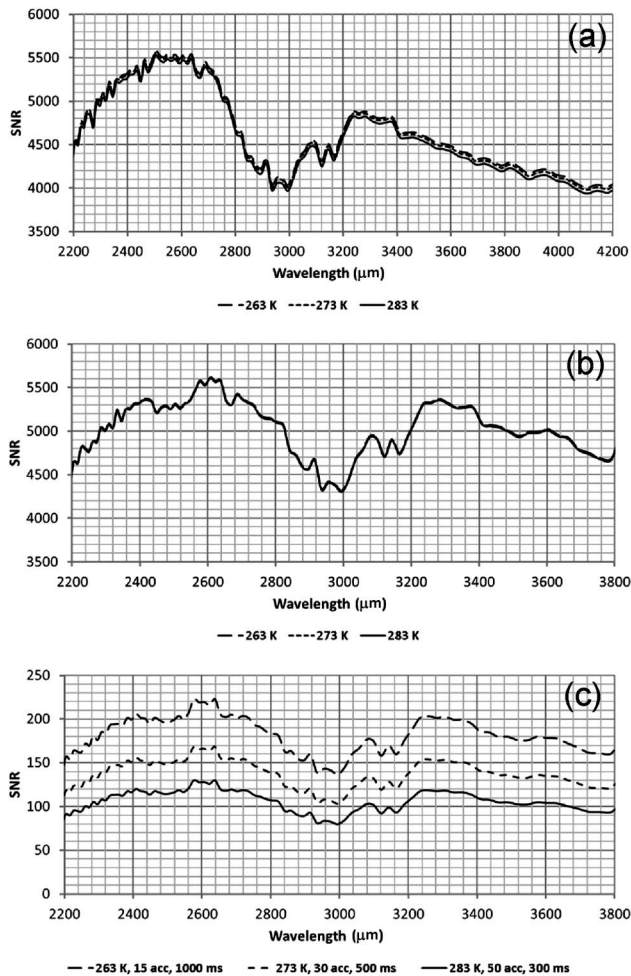 (a)
6000
5500
5000
4500
4000
3500
SNR
2200 2400 2600 2800 3000 3200 3400 3600 3800 4000 4200
Wavelength (µm)
263 K 273 K 283 K
(b)
6000
5500
5000
4500
4000
3500
SNR
2200 2400 2600 2800 3000 3200 3400 3600 3800
Wavelength (µm)
263 K 273 K 283 K
(c)
250
200
150
100
50
0
SNR
2200 2400 2600 2800 3000 3200 3400 3600 3800
Wavelength (µm)
263 K, 15 acc, 1000 ms 273 K, 30 acc, 500 ms 283 K, 50 acc, 300 ms